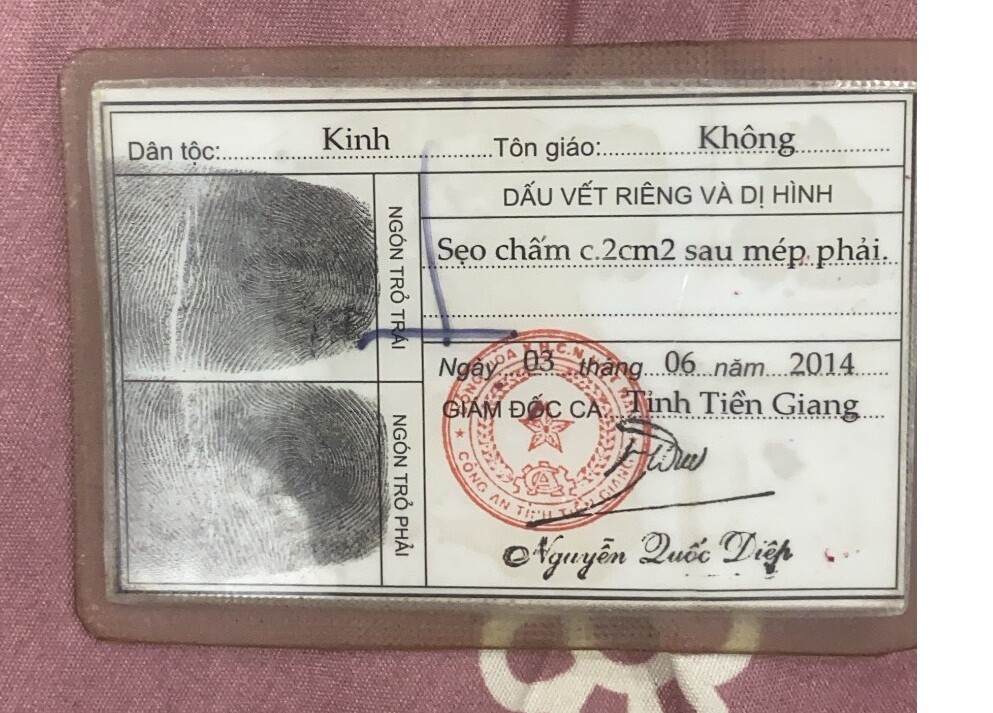 Dân tộc: Kinh Tôn giáo: Không
NGÓN TRỎ TRÁI
DẤU VẾT RIÊNG VÀ DỊ HÌNH
Sẹo chấm c.2cm2 sau mép phải.
Ngày 03 tháng 06 năm 2014
GIÁM ĐỐC CA Tỉnh Tiền Giang
CÔNG AN TỈNH TIỀN GIANG
NGÓN TRỎ PHẢI
Nguyễn Quốc Diệp